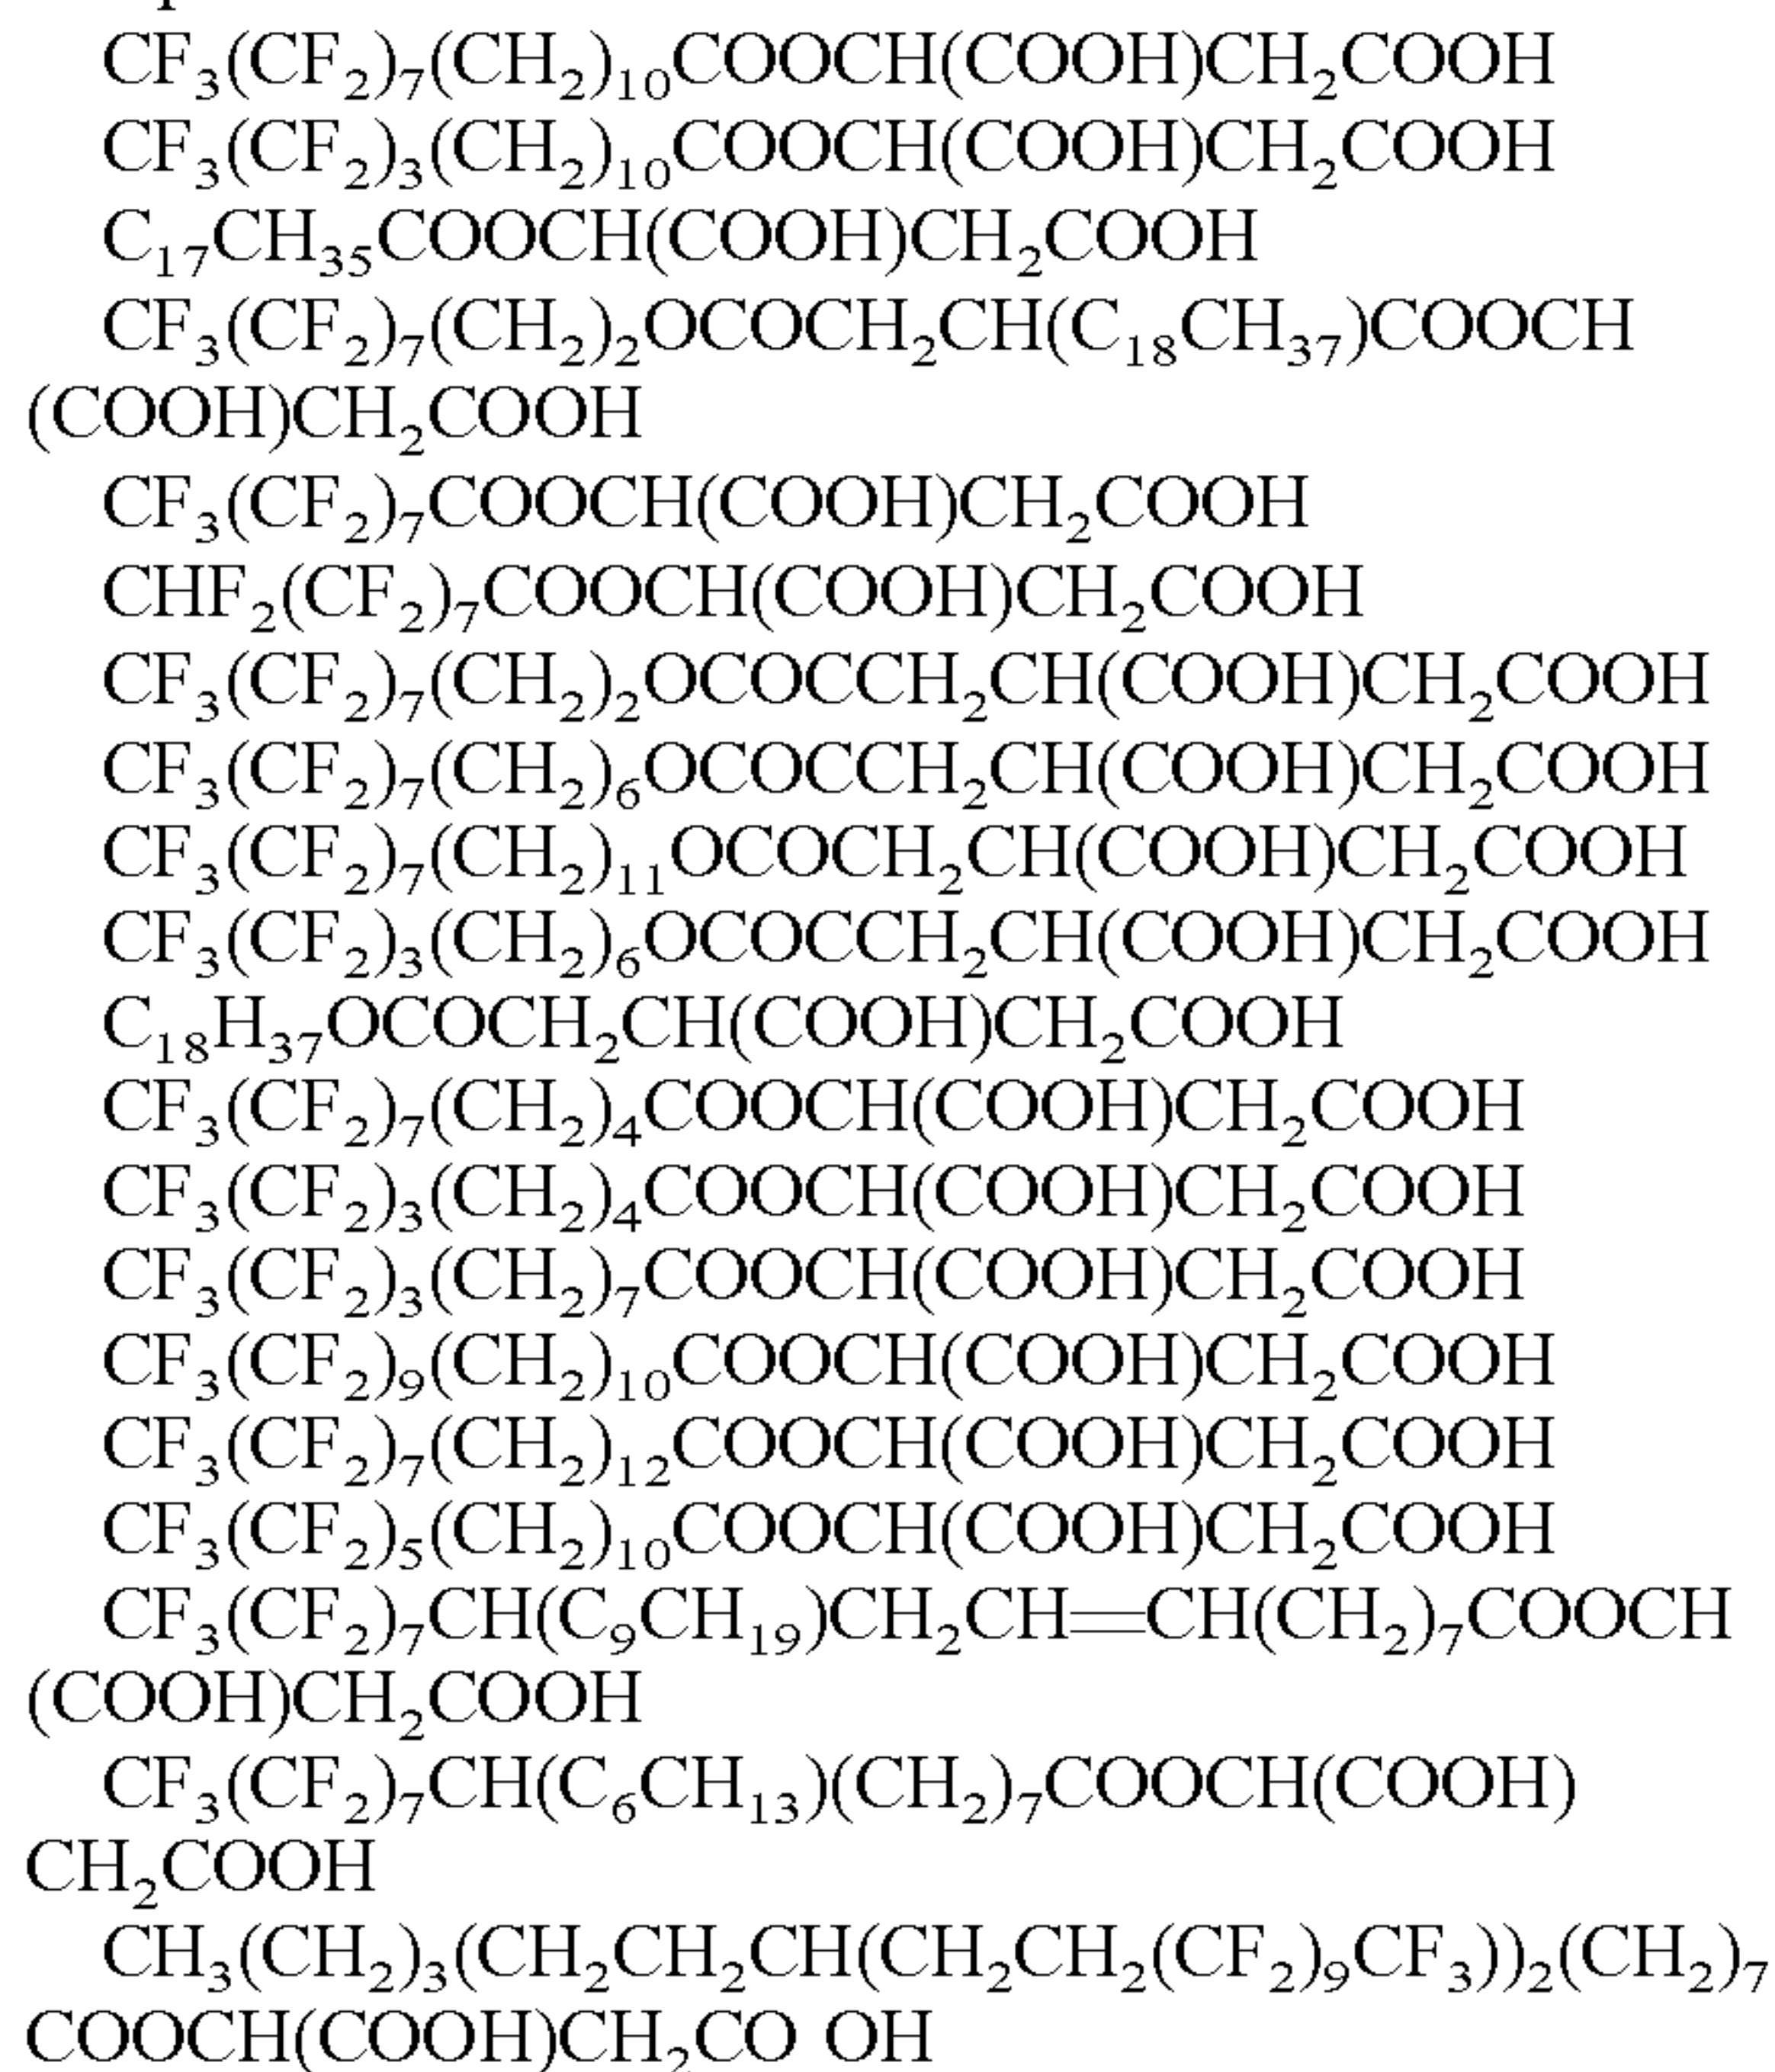 CF₃(CF₂)₇(CH₂)₁₀COOCH(COOH)CH₂COOH
CF₃(CF₂)₃(CH₂)₁₀COOCH(COOH)CH₂COOH
C₁₇CH₃₅COOCH(COOH)CH₂COOH
CF₃(CF₂)₇(CH₂)₂OCOCH₂CH(C₁₈CH₃₇)COOCH
(COOH)CH₂COOH
CF₃(CF₂)₇COOCH(COOH)CH₂COOH
CHF₂(CF₂)₇COOCH(COOH)CH₂COOH
CF₃(CF₂)₇(CH₂)₂OCOCCH₂CH(COOH)CH₂COOH
CF₃(CF₂)₇(CH₂)₆OCOCCH₂CH(COOH)CH₂COOH
CF₃(CF₂)₇(CH₂)₁₁OCOCH₂CH(COOH)CH₂COOH
CF₃(CF₂)₃(CH₂)₆OCOCCH₂CH(COOH)CH₂COOH
C₁₈H₃₇OCOCH₂CH(COOH)CH₂COOH
CF₃(CF₂)₇(CH₂)₄COOCH(COOH)CH₂COOH
CF₃(CF₂)₃(CH₂)₄COOCH(COOH)CH₂COOH
CF₃(CF₂)₃(CH₂)₇COOCH(COOH)CH₂COOH
CF₃(CF₂)₉(CH₂)₁₀COOCH(COOH)CH₂COOH
CF₃(CF₂)₇(CH₂)₁₂COOCH(COOH)CH₂COOH
CF₃(CF₂)₅(CH₂)₁₀COOCH(COOH)CH₂COOH
CF₃(CF₂)₇CH(C₉CH₁₉)CH₂CH=CH(CH₂)₇COOCH
(COOH)CH₂COOH
CF₃(CF₂)₇CH(C₆CH₁₃)(CH₂)₇COOCH(COOH)
CH₂COOH
CH₃(CH₂)₃(CH₂CH₂CH(CH₂CH₂(CF₂)₉CF₃))₂(CH₂)₇
COOCH(COOH)CH₂CO OH